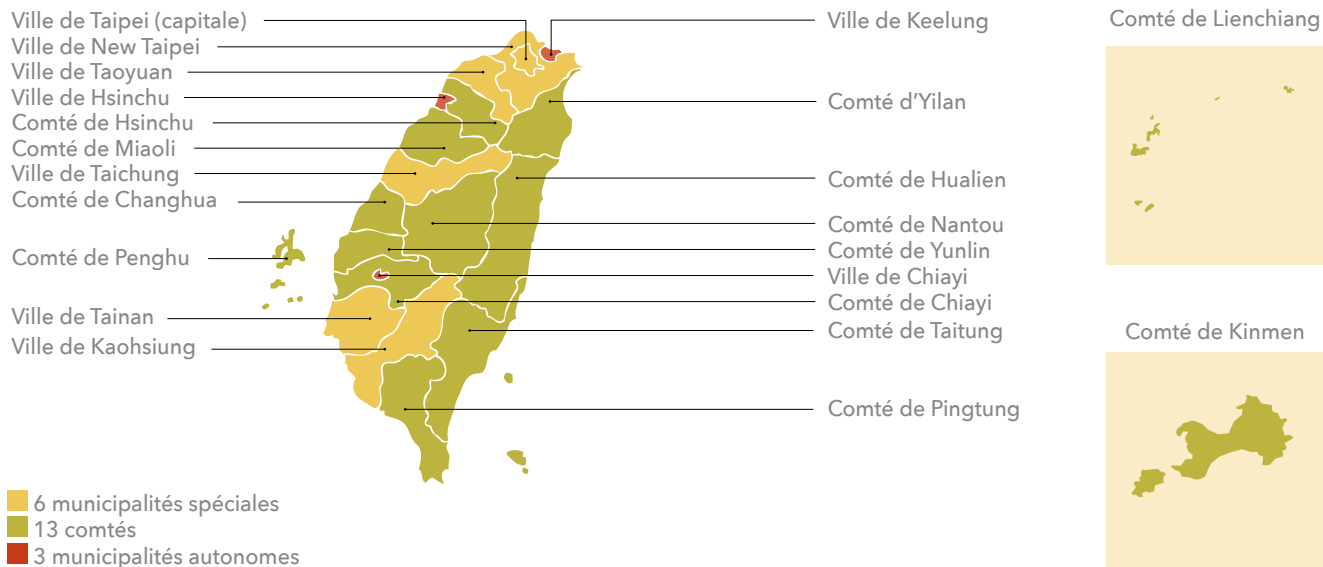 Ville de Taipei (capitale)
Ville de New Taipei
Ville de Taoyuan
Ville de Hsinchu
Comté de Hsinchu
Comté de Miaoli
Ville de Taichung
Comté de Changhua
Comté de Penghu
Ville de Tainan
Ville de Kaohsiung
Ville de Keelung
Comté d’Yilan
Comté de Hualien
Comté de Nantou
Comté de Yunlin
Ville de Chiayi
Comté de Chiayi
Comté de Taitung
Comté de Pingtung
Comté de Lienchiang
Comté de Kinmen
6 municipalités spéciales
13 comtés
3 municipalités autonomes